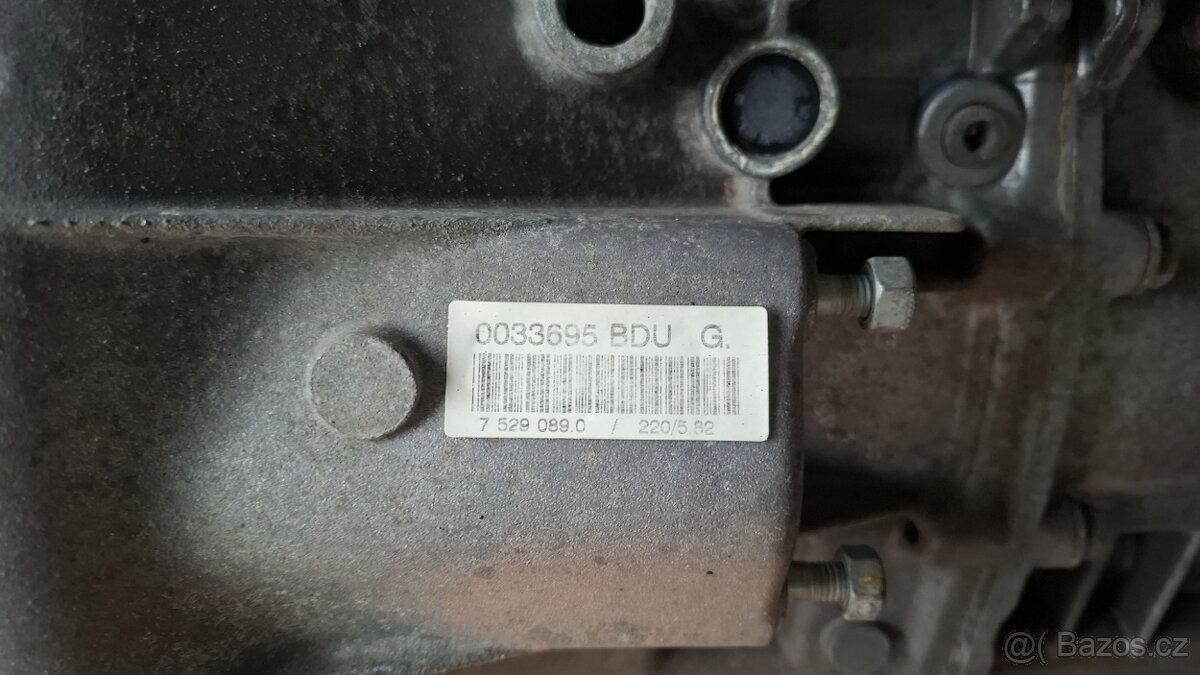 0033695 BDU G.
7 529 089.0 / 220/5.82
@( Bazos.cz